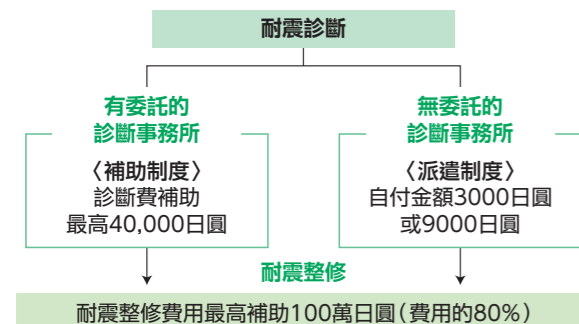 耐震診斷
有委託的
診斷事務所
〈補助制度〉
診斷費補助
最高40,000日圓
無委託的
診斷事務所
〈派遣制度〉
自付金額3000日圓
或9000日圓
耐震整修
耐震整修費用最高補助100萬日圓(費用的80%)